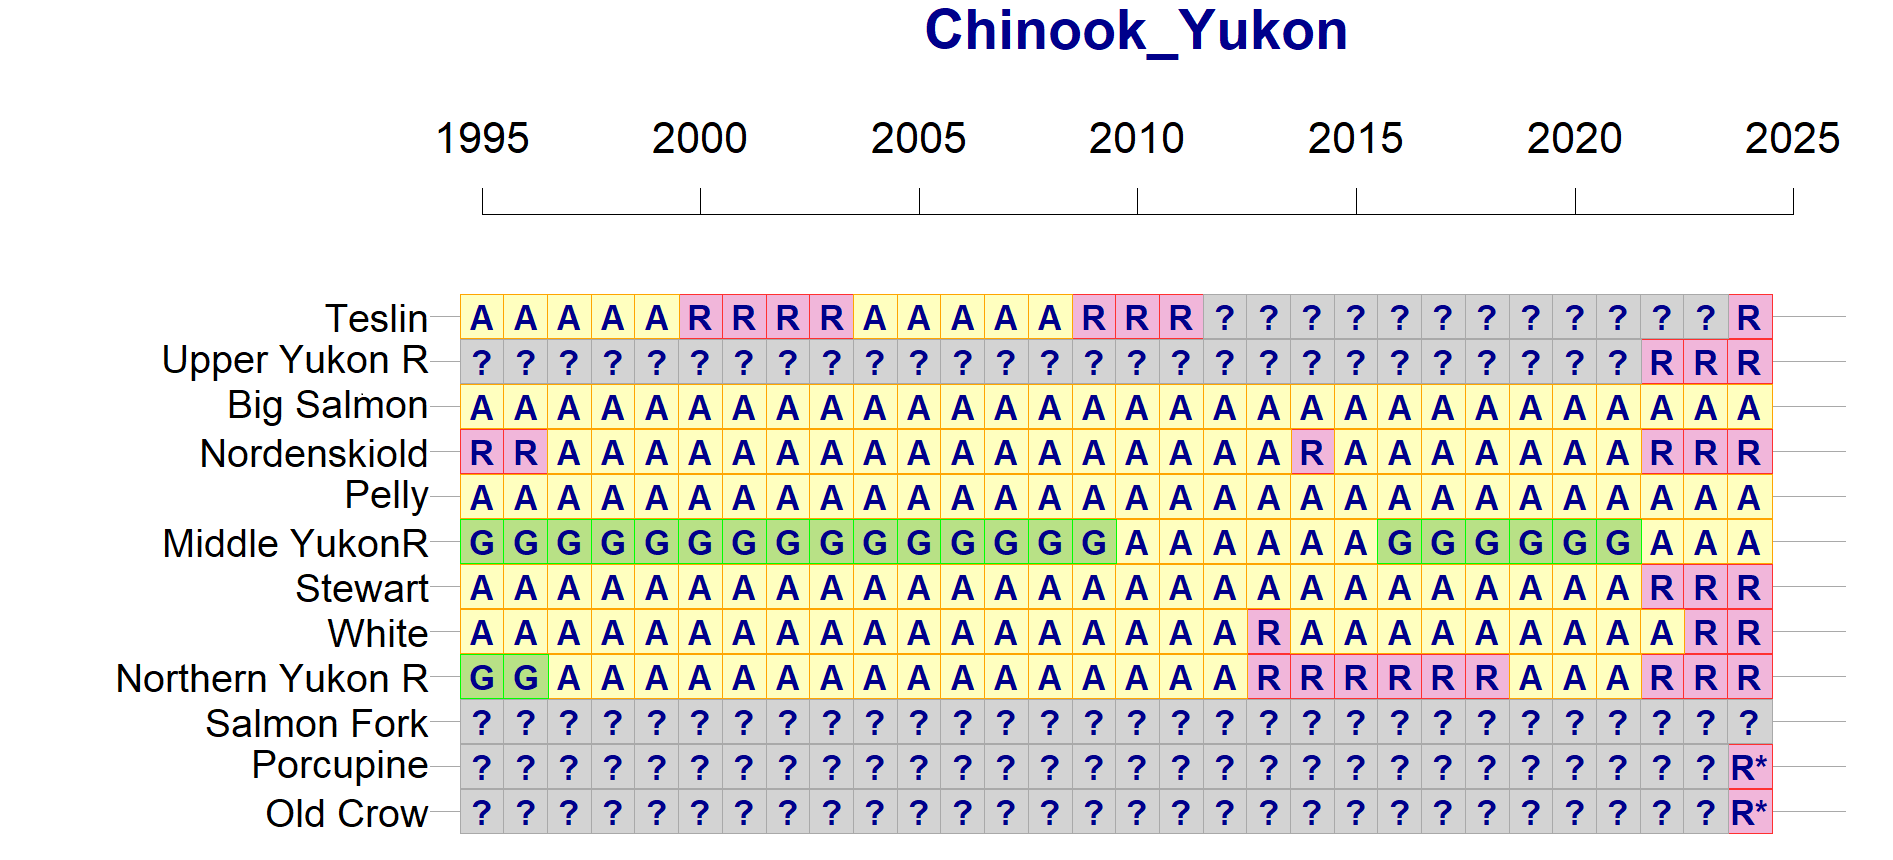 Chinook_Yukon
1995 2000 2005 2010 2015 2020 2025
Teslin A A A A A R R R R A A A A A R R R ? ? ? ? ? ? ? ? ? ? ? ? R
Upper Yukon R ? ? ? ? ? ? ? ? ? ? ? ? ? ? ? ? ? ? ? ? ? ? ? ? ? ? ? R R R
Big Salmon A A A A A A A A A A A A A A A A A A A A A A A A A A A A A A
Nordenskiold R R A A A A A A A A A A A A A A A A A R A A A A A A A R R R
Pelly A A A A A A A A A A A A A A A A A A A A A A A A A A A A A A
Middle YukonR G G G G G G G G G G G G G G G A A A A A A G G G G G G A A A
Stewart A A A A A A A A A A A A A A A A A A A A A A A A A A A R R R
White A A A A A A A A A A A A A A A A A A R A A A A A A A A A R R
Northern Yukon R G G A A A A A A A A A A A A A A A A R R R R R R A A A R R R
Salmon Fork ? ? ? ? ? ? ? ? ? ? ? ? ? ? ? ? ? ? ? ? ? ? ? ? ? ? ? ? ? ?
Porcupine ? ? ? ? ? ? ? ? ? ? ? ? ? ? ? ? ? ? ? ? ? ? ? ? ? ? ? ? ? R*
Old Crow ? ? ? ? ? ? ? ? ? ? ? ? ? ? ? ? ? ? ? ? ? ? ? ? ? ? ? ? ? R*